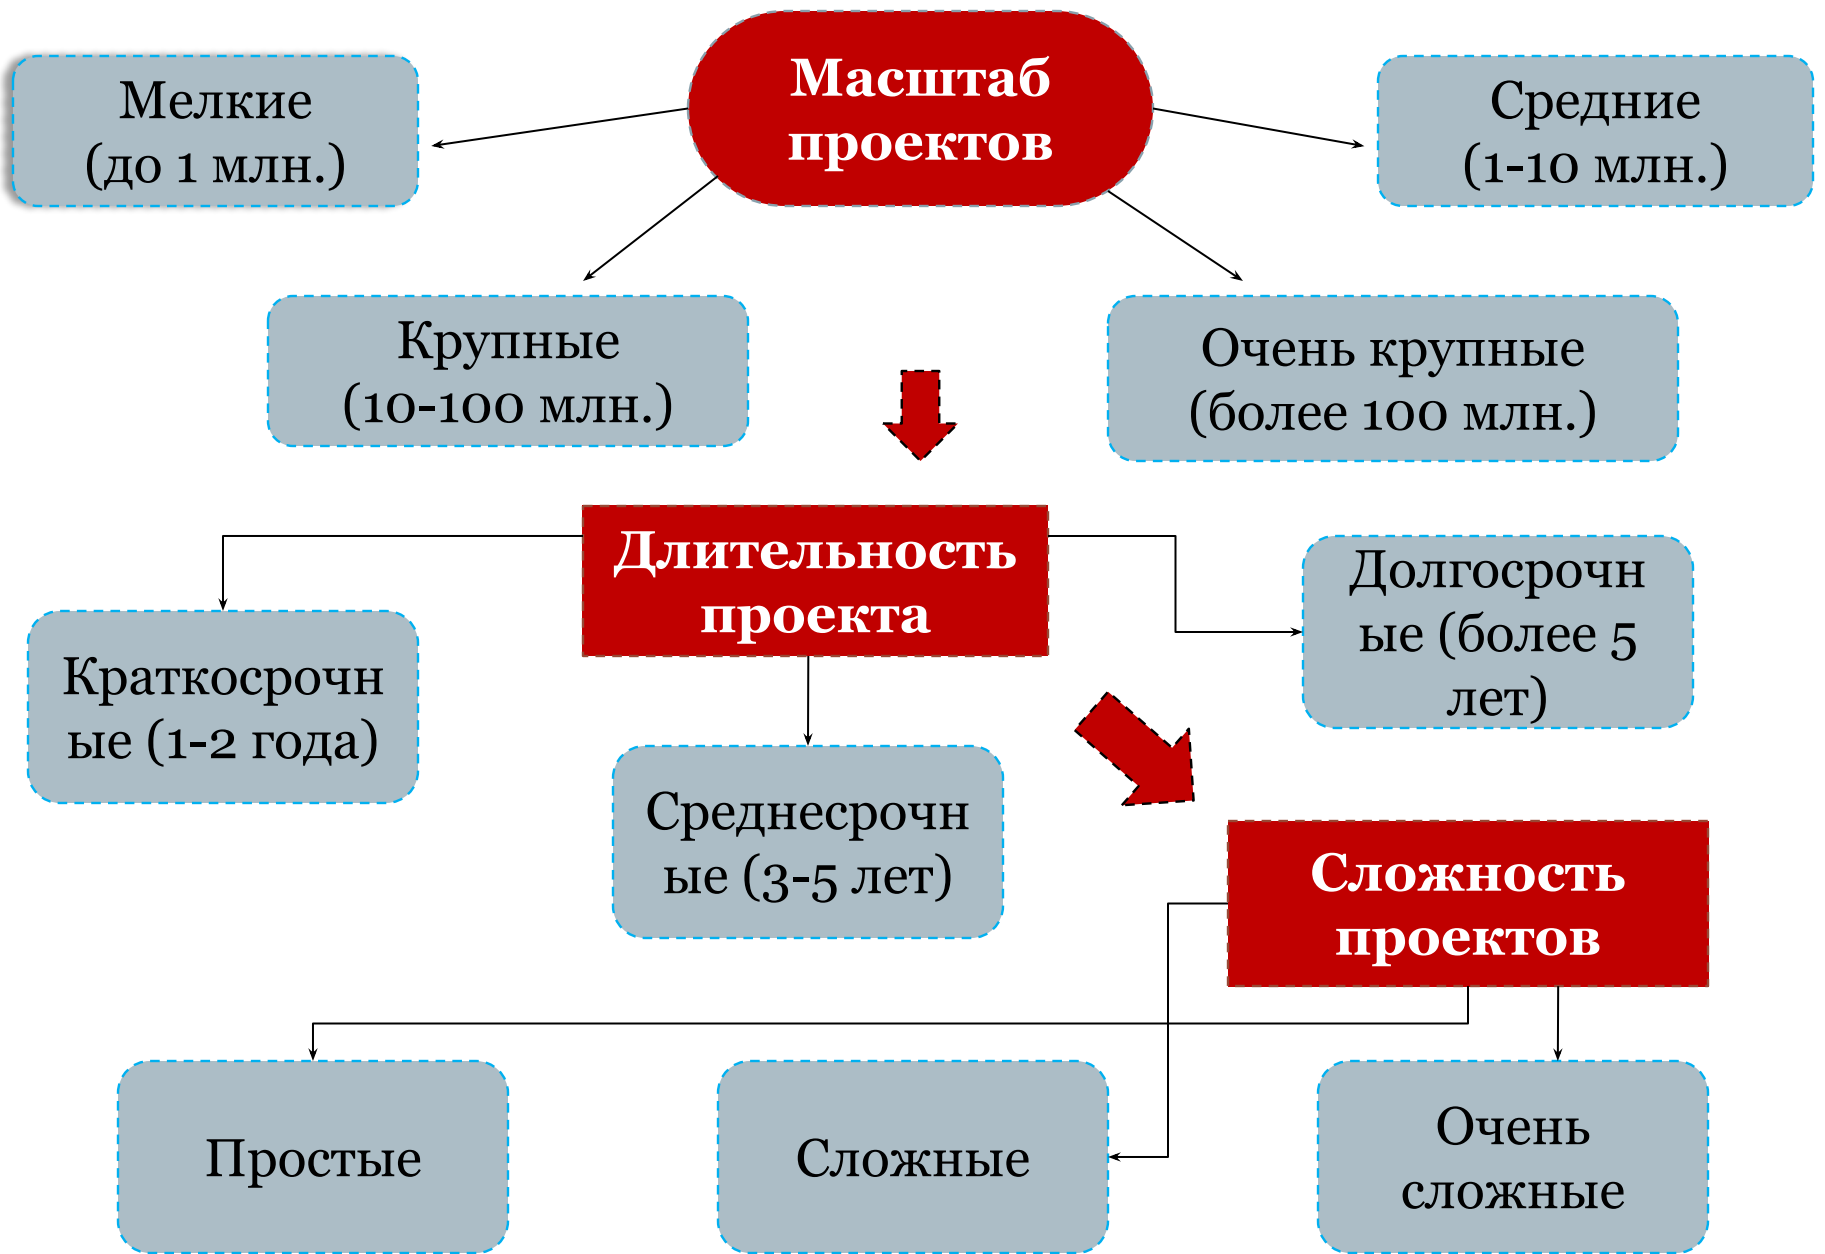 Масштаб
проектов
Мелкие
(до 1 млн.)
Средние
(1-10 млн.)
Крупные
(10-100 млн.)
Очень крупные
(более 100 млн.)
Длительность
проекта
Краткосрочн
ые (1-2 года)
Среднесрочн
ые (3-5 лет)
Долгосрочн
ые (более 5
лет)
Сложность
проектов
Простые
Сложные
Очень
сложные